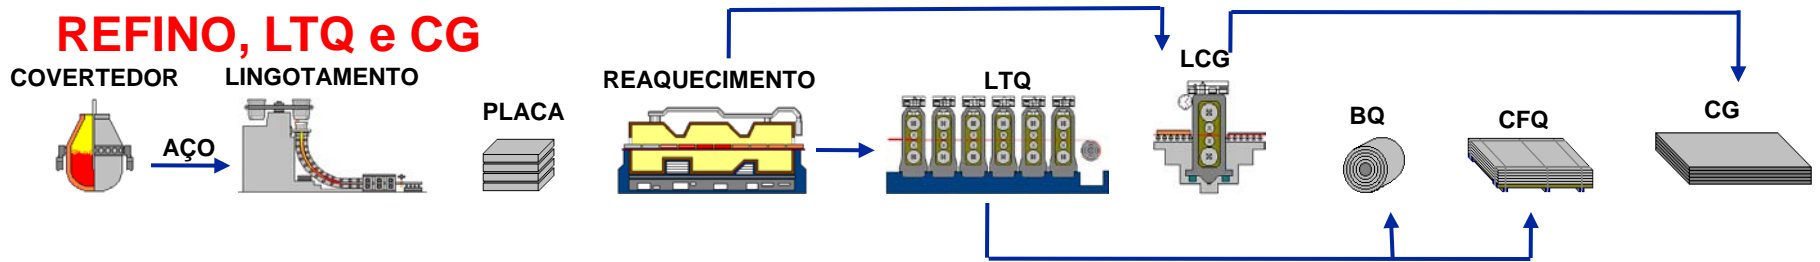 REFINO, LTQ e CG
COVERTEDOR
LINGOTAMENTO
AÇO
PLACA
REAQUECIMENTO
LTQ
LCG
BQ
CFQ
CG